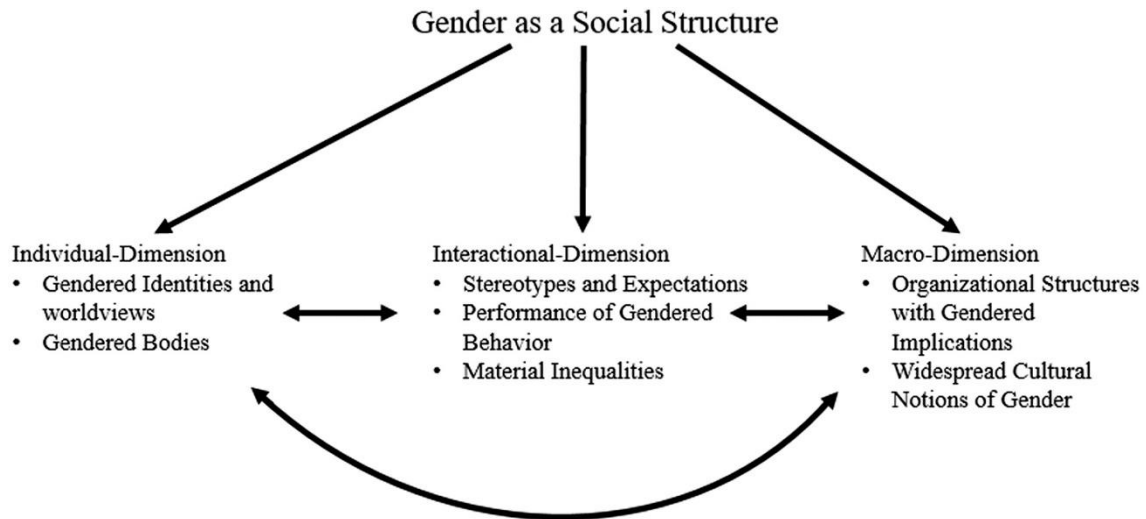 Gender as a Social Structure
Individual-Dimension
• Gendered Identities and
worldviews
• Gendered Bodies
Interactional-Dimension
• Stereotypes and Expectations
• Performance of Gendered
Behavior
• Material Inequalities
Macro-Dimension
• Organizational Structures
with Gendered
Implications
• Widespread Cultural
Notions of Gender